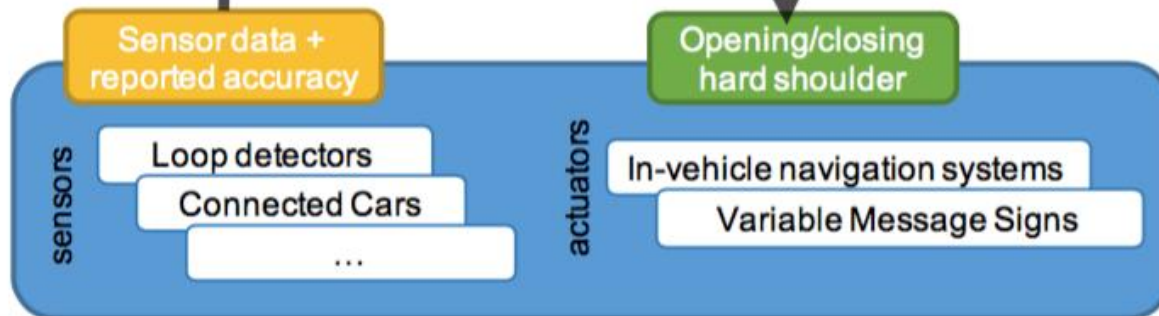 Sensor data +
reported accuracy
Opening/closing
hard shoulder
sensors
Loop detectors
Connected Cars
...
actuators
In-vehicle navigation systems
Variable Message Signs